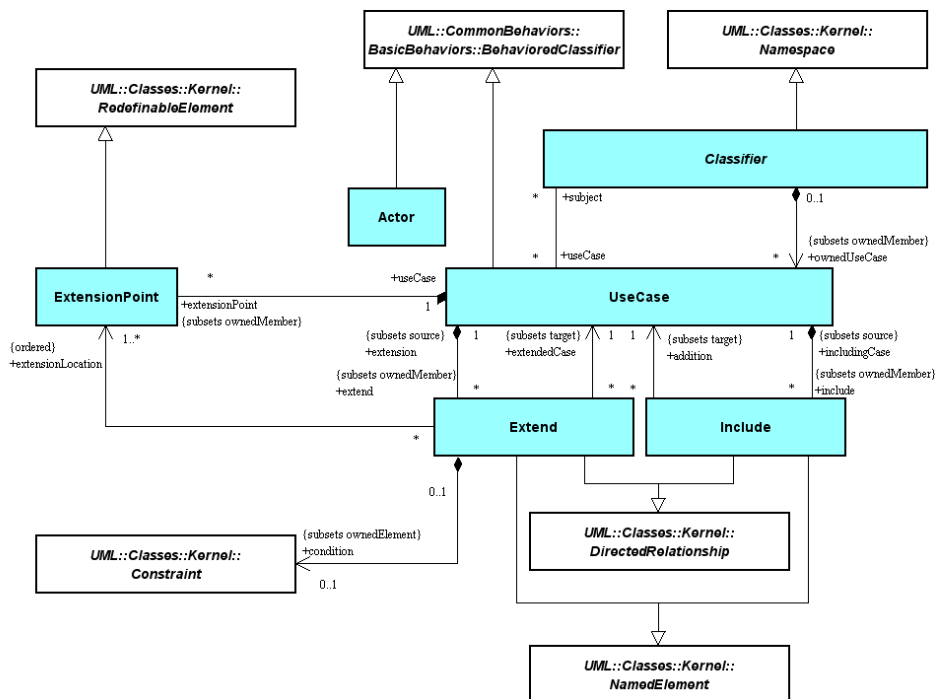 UML::CommonBehaviors::
BasicBehaviors::BehavioredClassifier
UML::Classes::Kernel::
Namespace
UML::Classes::Kernel::
RedefinableElement
Classifier
Actor
*
+subject
0..1
{subsets ownedMember}
+ownedUseCase
*
+useCase
*
*
+useCase
ExtensionPoint
+extensionPoint
{subsets ownedMember}
1
UseCase
1..*
{ordered}
+extensionLocation
{subsets source}
+extension
1
{subsets target}
+extendedCase
1
1
{subsets target}
+addition
1
{subsets source}
+includingCase
{subsets ownedMember}
+extend
*
*
*
*
{subsets ownedMember}
+include
Extend
Include
*
0..1
{subsets ownedElement}
+condition
0..1
UML::Classes::Kernel::
Constraint
UML::Classes::Kernel::
DirectedRelationship
UML::Classes::Kernel::
NamedElement